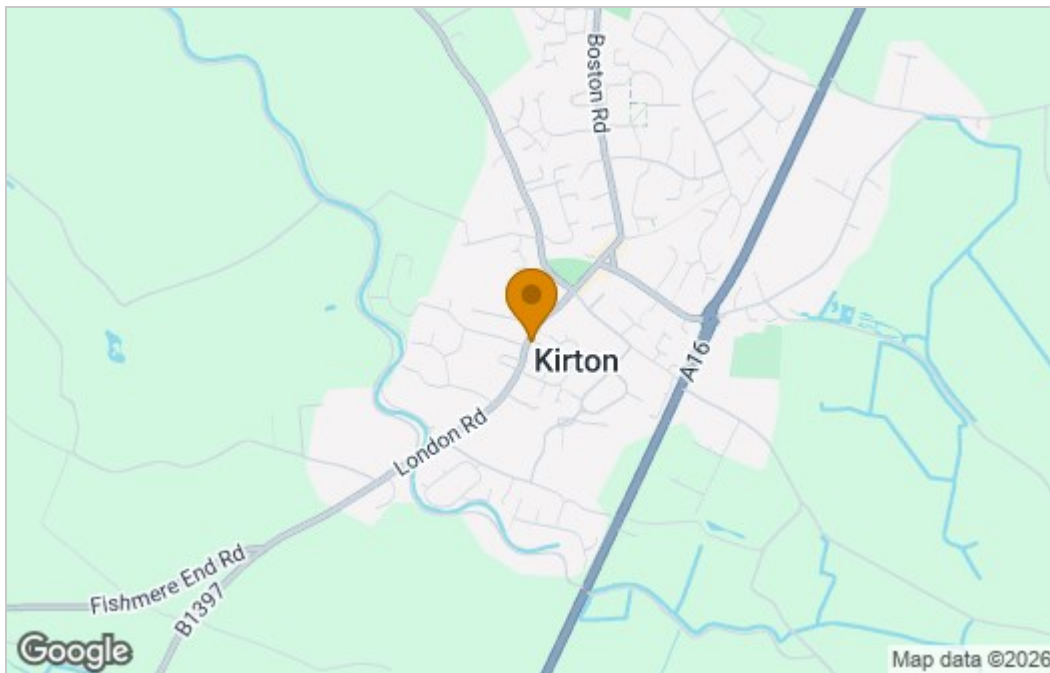 Boston Rd
Kirton
A16
London Rd
Fishmere End Rd
B1397
Google
Map data ©2026